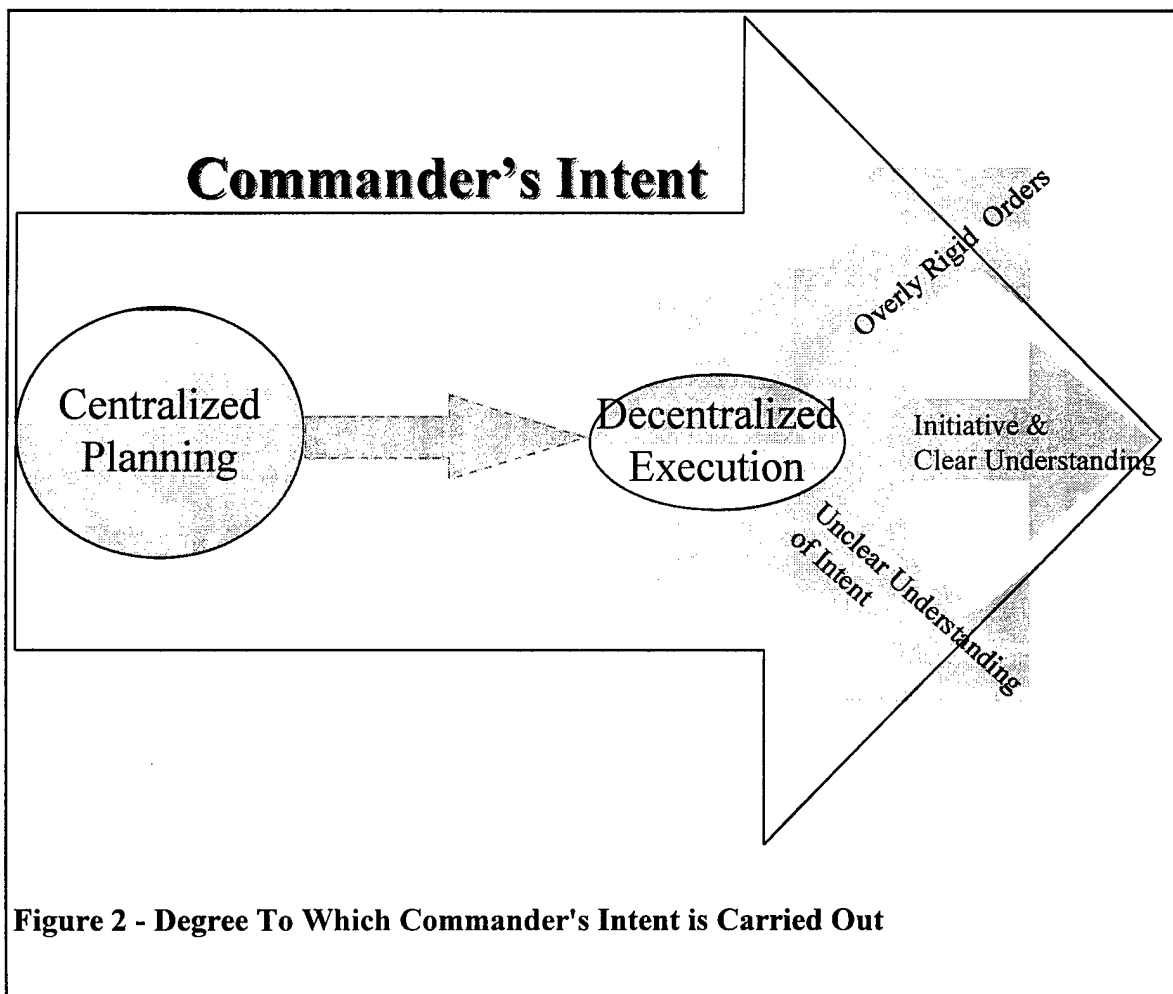 Commander's Intent
Overly Rigid Orders
Centralized
Planning
Decentralized
Execution
Initiative &
Clear Understanding
Unclear Understanding
of Intent
Figure 2 - Degree To Which Commander's Intent is Carried Out